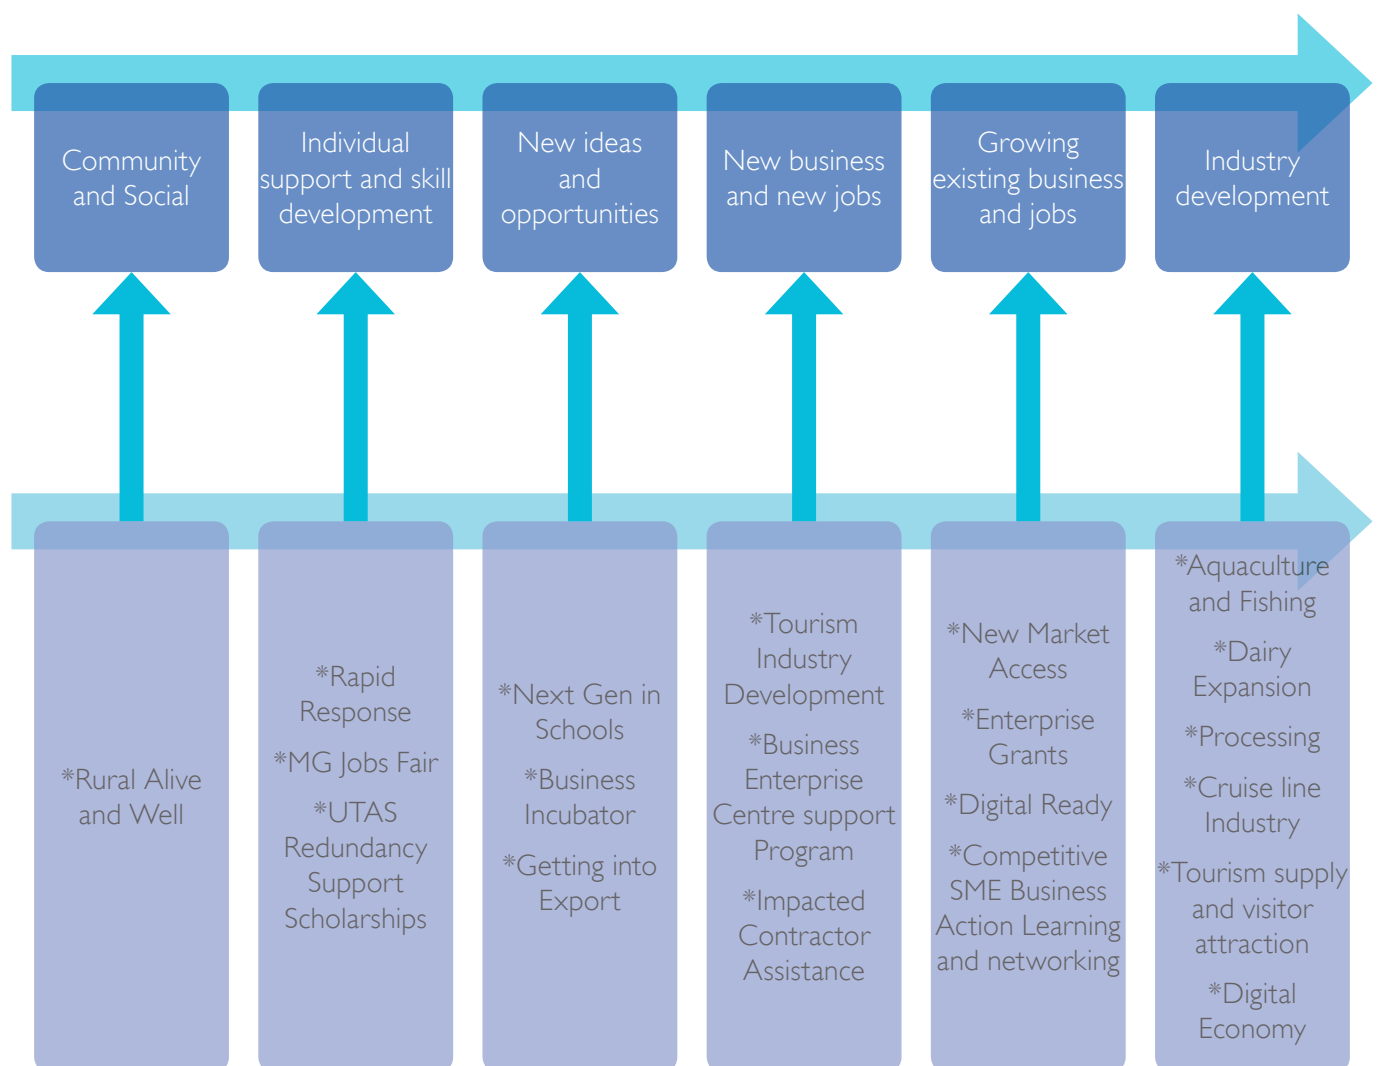 Community
and Social
Individual
support and skill
development
New ideas
and
opportunities
New business
and new jobs
Growing
existing business
and jobs
Industry
development
*Rural Alive
and Well
*Rapid
Response
*MG Jobs Fair
*UTAS
Redundancy
Support
Scholarships
*Next Gen in
Schools
*Business
Incubator
*Getting into
Export
*Tourism
Industry
Development
*Business
Enterprise
Centre support
Program
*Impacted
Contractor
Assistance
*New Market
Access
*Enterprise
Grants
*Digital Ready
*Competitive
SME Business
Action Learning
and networking
*Aquaculture
and Fishing
*Dairy
Expansion
*Processing
*Cruise line
Industry
*Tourism supply
and visitor
attraction
*Digital
Economy